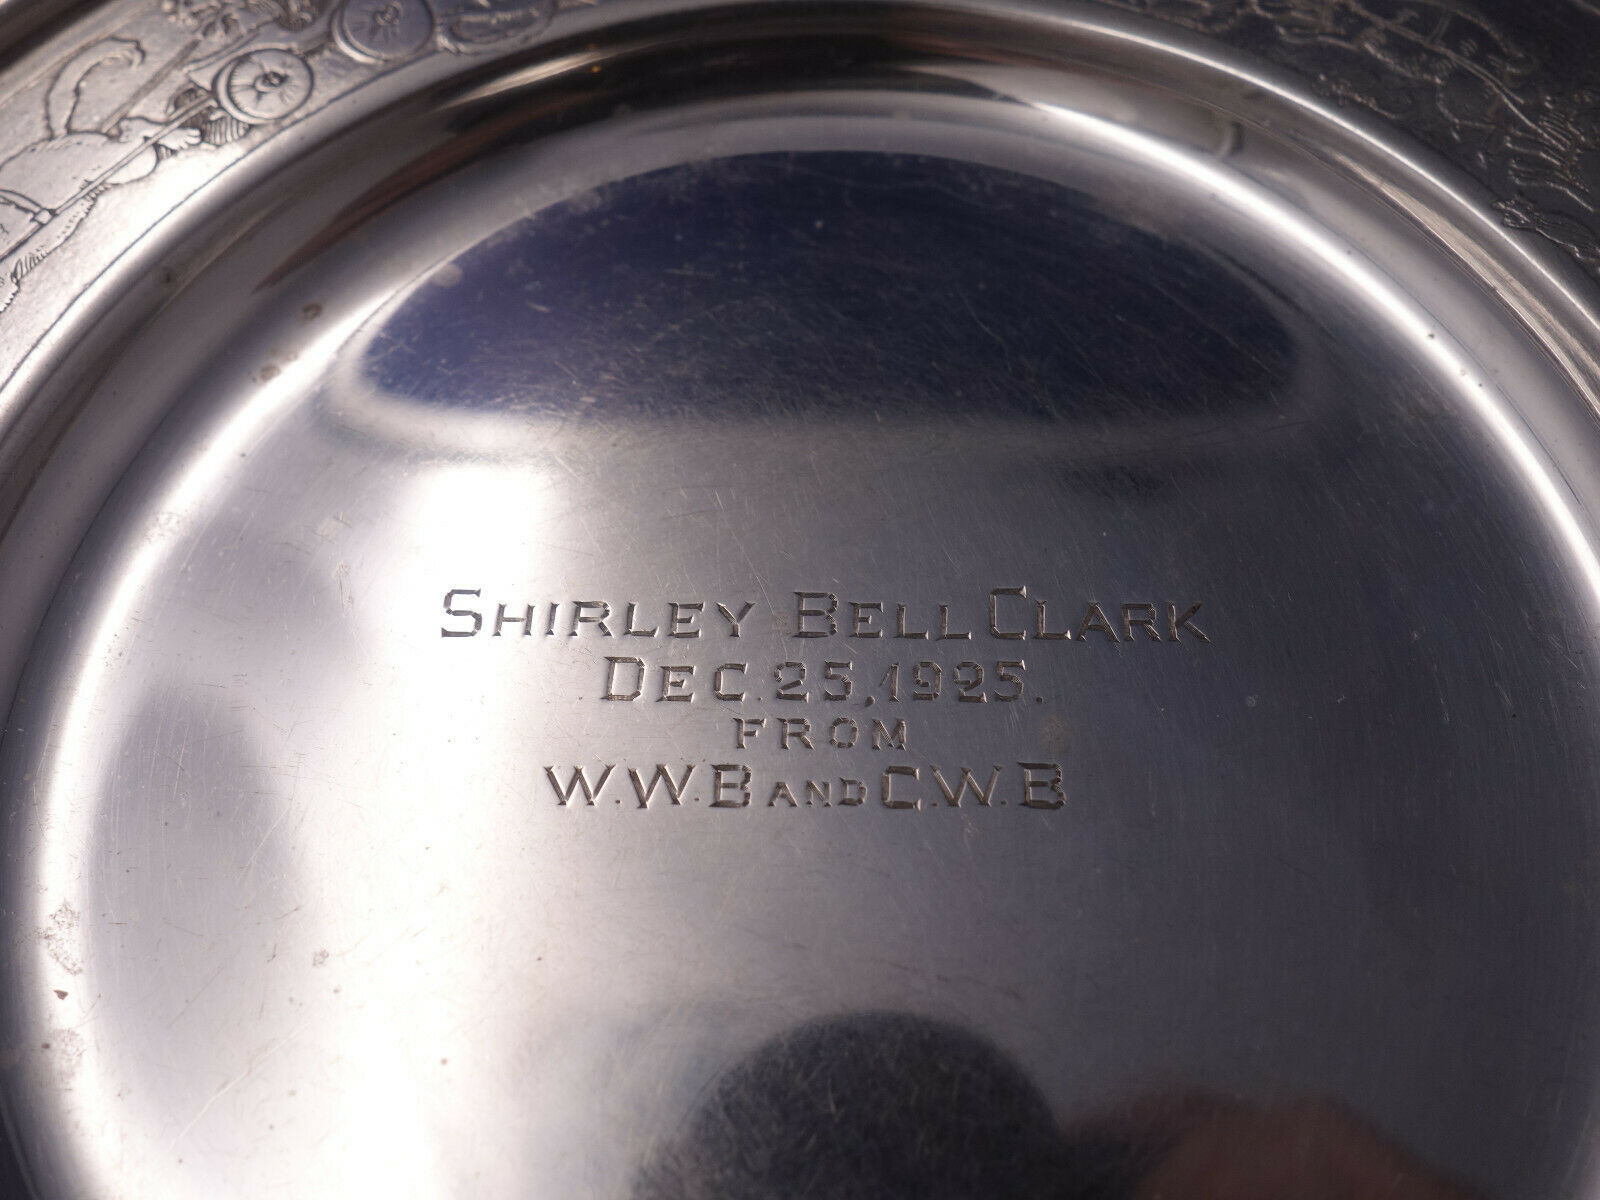 SHIRLEY BELL CLARK
DEC. 25, 1925.
FROM
W.W.B AND C.W.B